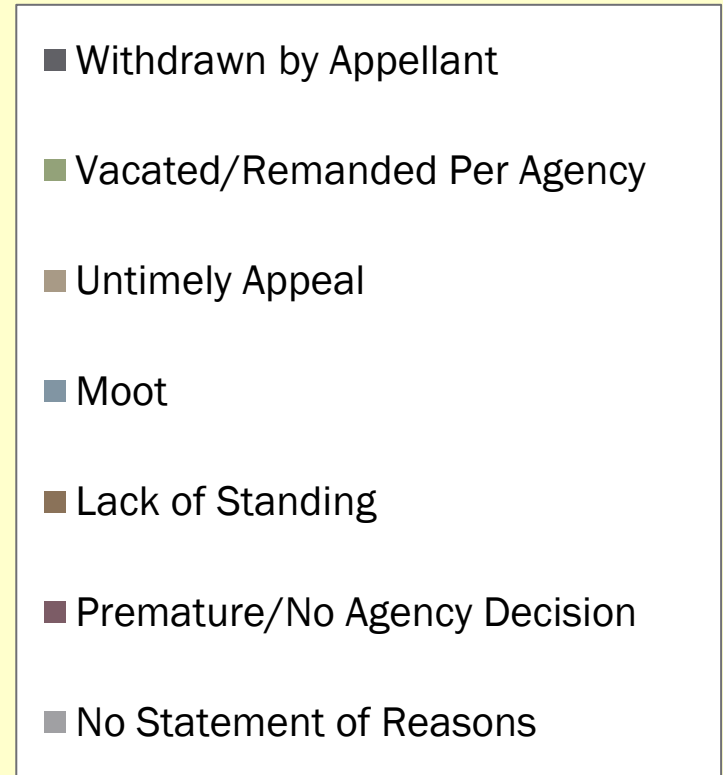 Withdrawn by Appellant
Vacated/Remanded Per Agency
Untimely Appeal
Moot
Lack of Standing
Premature/No Agency Decision
No Statement of Reasons